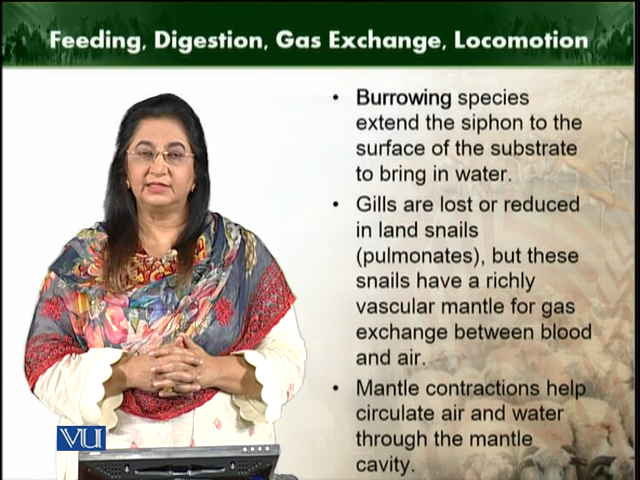 Feeding, Digestion, Gas Exchange, Locomotion
• Burrowing species
extend the siphon to the
surface of the substrate
to bring in water.
• Gills are lost or reduced
in land snails
(pulmonates), but these
snails have a richly
vascular mantle for gas
exchange between blood
and air.
• Mantle contractions help
circulate air and water
through the mantle
cavity.
VU